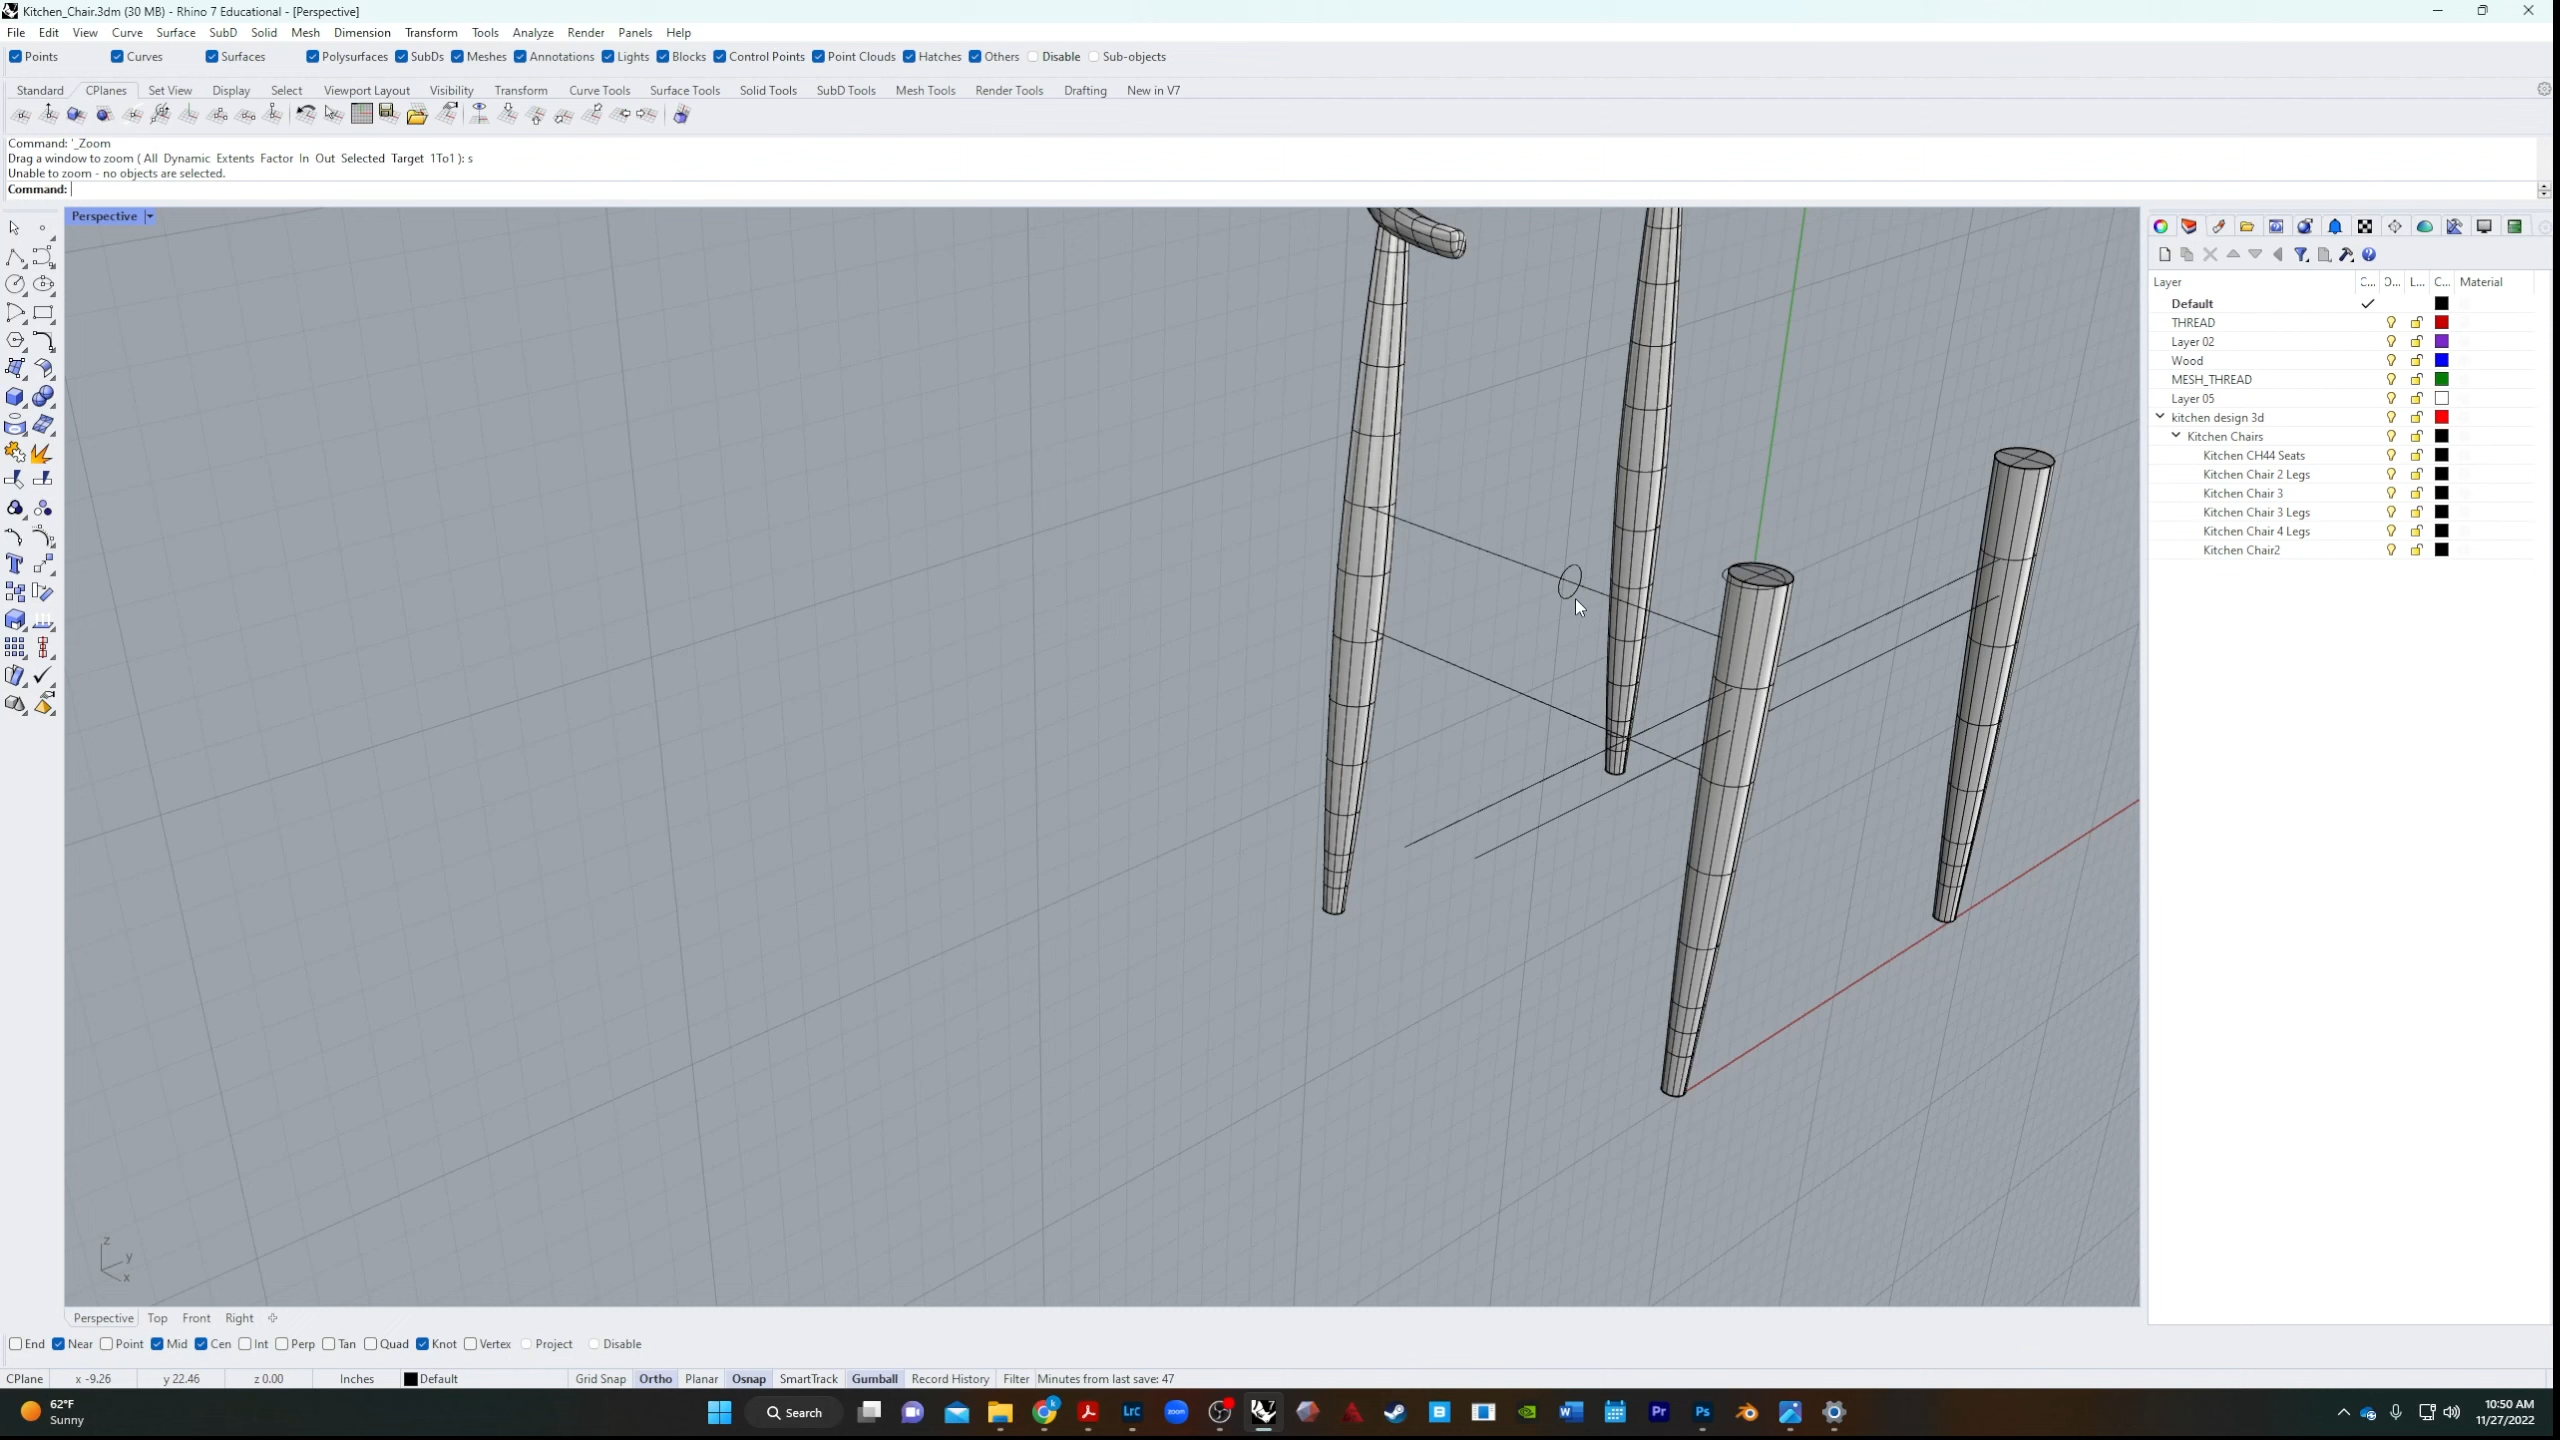 Kitchen_Chair.3dm (30 MB) - Rhino 7 Educational - [Perspective]
File Edit View Curve Surface SubD Solid Mesh Dimension Transform Tools Analyze Render Panels Help
Points Curves Surfaces Polysurfaces SubDs Meshes Annotations Lights Blocks Control Points Point Clouds Hatches Others Disable Sub-objects
Standard CPlanes Set View Display Select Viewport Layout Visibility Transform Curve Tools Surface Tools Solid Tools SubD Tools Mesh Tools Render Tools Drafting New in V7
Command: '_Zoom
Drag a window to zoom ( All Dynamic Extents Factor In Out Selected Target 1To1 ): s
Unable to zoom - no objects are selected.
Command:
Perspective
Layer C... O... L... C... Material
Default
THREAD
Layer 02
Wood
MESH_THREAD
Layer 05
kitchen design 3d
Kitchen Chairs
Kitchen CH44 Seats
Kitchen Chair 2 Legs
Kitchen Chair 3
Kitchen Chair 3 Legs
Kitchen Chair 4 Legs
Kitchen Chair2
z
y
x
Perspective Top Front Right
End Near Point Mid Cen Int Perp Tan Quad Knot Vertex Project Disable
CPlane x -9.26 y 22.46 z 0.00 Inches Default Grid Snap Ortho Planar Osnap SmartTrack Gumball Record History Filter Minutes from last save: 47
62°F
Sunny
Search
zoom
LrC
Pr
Ps
10:50 AM
11/27/2022